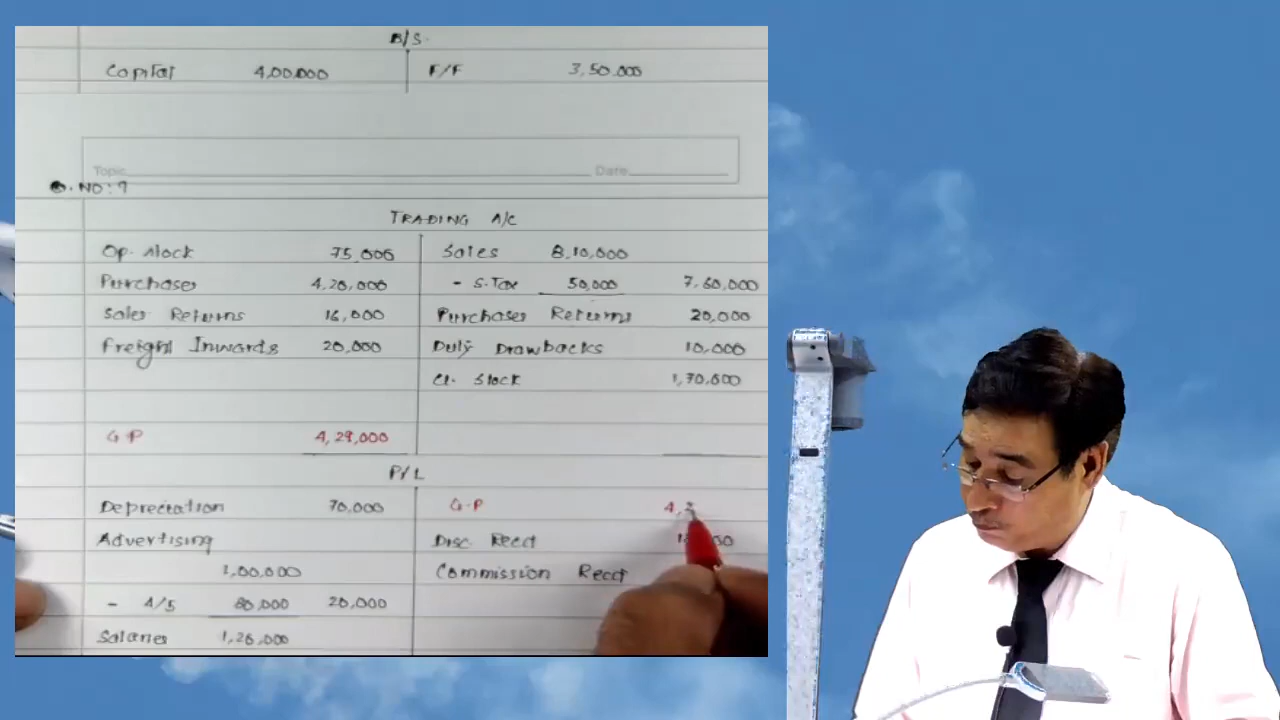 B/S.
Capital 4,00,000 F/F 3,50,000
Topic Date
Q. NO: 9
TRADING A/C
Op. Stock 75,000 Sales 8,10,000
Purchases 4,20,000 - S.Tax 50,000 7,60,000
Sales Returns 16,000 Purchases Returns 20,000
Freight Inwards 20,000 Duty Drawbacks 10,000
Cl. Stock 1,70,000
G.P 4,29,000
P/L
Depreciation 70,000 G.P 4,2
Advertising Disc. Recd
1,00,000 Commission Recd
- A/S 80,000 20,000
Salaries 1,26,000